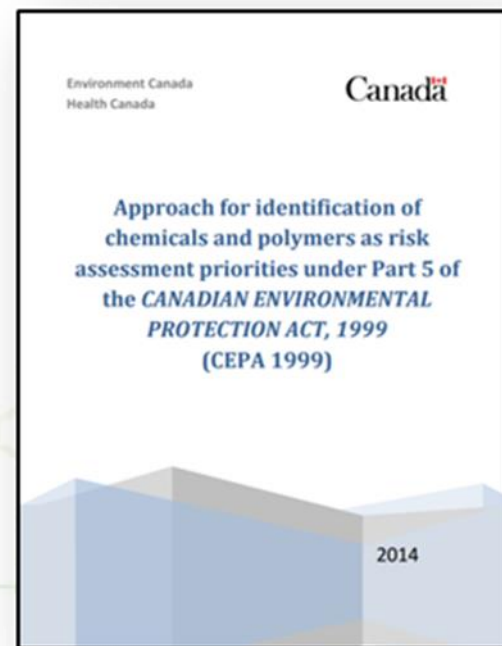 Environment Canada
Health Canada
Canada
Approach for identification of
chemicals and polymers as risk
assessment priorities under Part 5 of
the CANADIAN ENVIRONMENTAL
PROTECTION ACT, 1999
(CEPA 1999)
2014